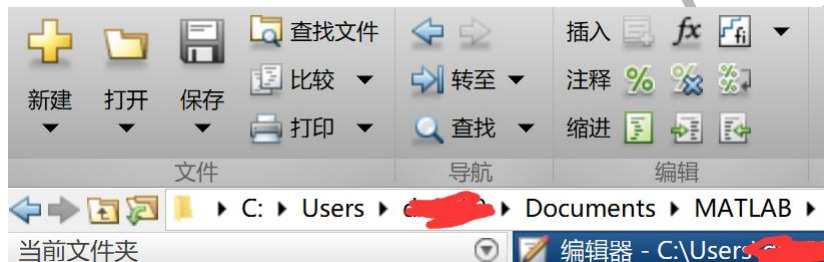 查找文件 插入 fx fi
新建 打开 保存 比较 转至 注释 % % %
打印 查找 缩进
文件 导航 编辑
C: Users Documents MATLAB
当前文件夹 编辑器 - C:\Users